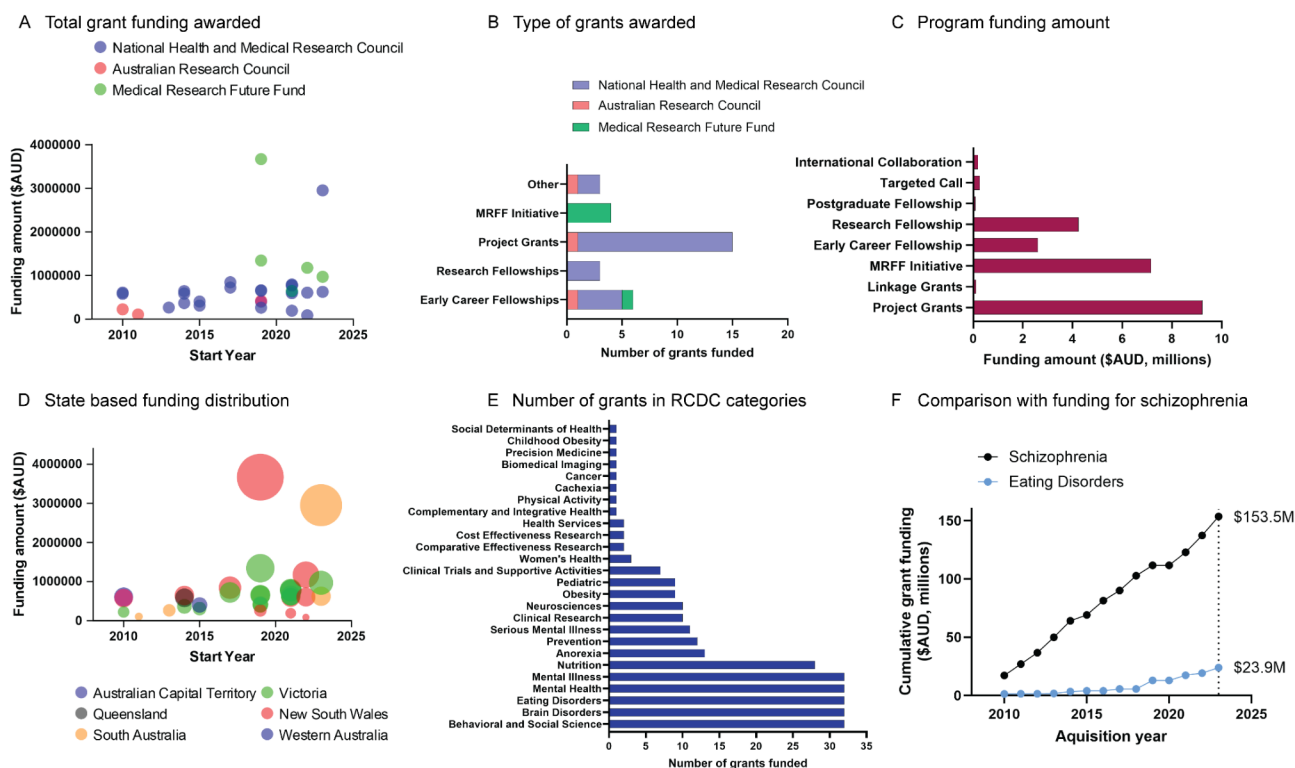 A Total grant funding awarded
National Health and Medical Research Council
Australian Research Council
Medical Research Future Fund
Funding amount ($AUD)
4000000
3000000
2000000
1000000
0
2010
2015
2020
2025
Start Year
B Type of grants awarded
National Health and Medical Research Council
Australian Research Council
Medical Research Future Fund
Other
MRFF Initiative
Project Grants
Research Fellowships
Early Career Fellowships
0
5
10
15
20
Number of grants funded
C Program funding amount
International Collaboration
Targeted Call
Postgraduate Fellowship
Research Fellowship
Early Career Fellowship
MRFF Initiative
Linkage Grants
Project Grants
0
2
4
6
8
10
Funding amount ($AUD, millions)
D State based funding distribution
Funding amount ($AUD)
4000000
3000000
2000000
1000000
0
2010
2015
2020
2025
Start Year
Australian Capital Territory
Queensland
South Australia
Victoria
New South Wales
Western Australia
E Number of grants in RCDC categories
Social Determinants of Health
Childhood Obesity
Precision Medicine
Biomedical Imaging
Cancer
Cachexia
Physical Activity
Complementary and Integrative Health
Health Services
Cost Effectiveness Research
Comparative Effectiveness Research
Women's Health
Clinical Trials and Supportive Activities
Pediatric
Obesity
Neurosciences
Clinical Research
Serious Mental Illness
Prevention
Anorexia
Nutrition
Mental Illness
Mental Health
Eating Disorders
Brain Disorders
Behavioral and Social Science
0
5
10
15
20
25
30
35
Number of grants funded
F Comparison with funding for schizophrenia
Schizophrenia
Eating Disorders
Cumulative grant funding
($AUD, millions)
150
100
50
0
$153.5M
$23.9M
2010
2015
2020
2025
Aquisition year